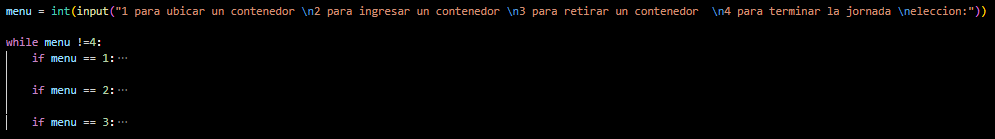 menu = int(input("1 para ubicar un contenedor \n2 para ingresar un contenedor \n3 para retirar un contenedor  \n4 para terminar la jornada \neleccion:"))
while menu !=4:
    if menu == 1:···
    if menu == 2:···
    if menu == 3:···